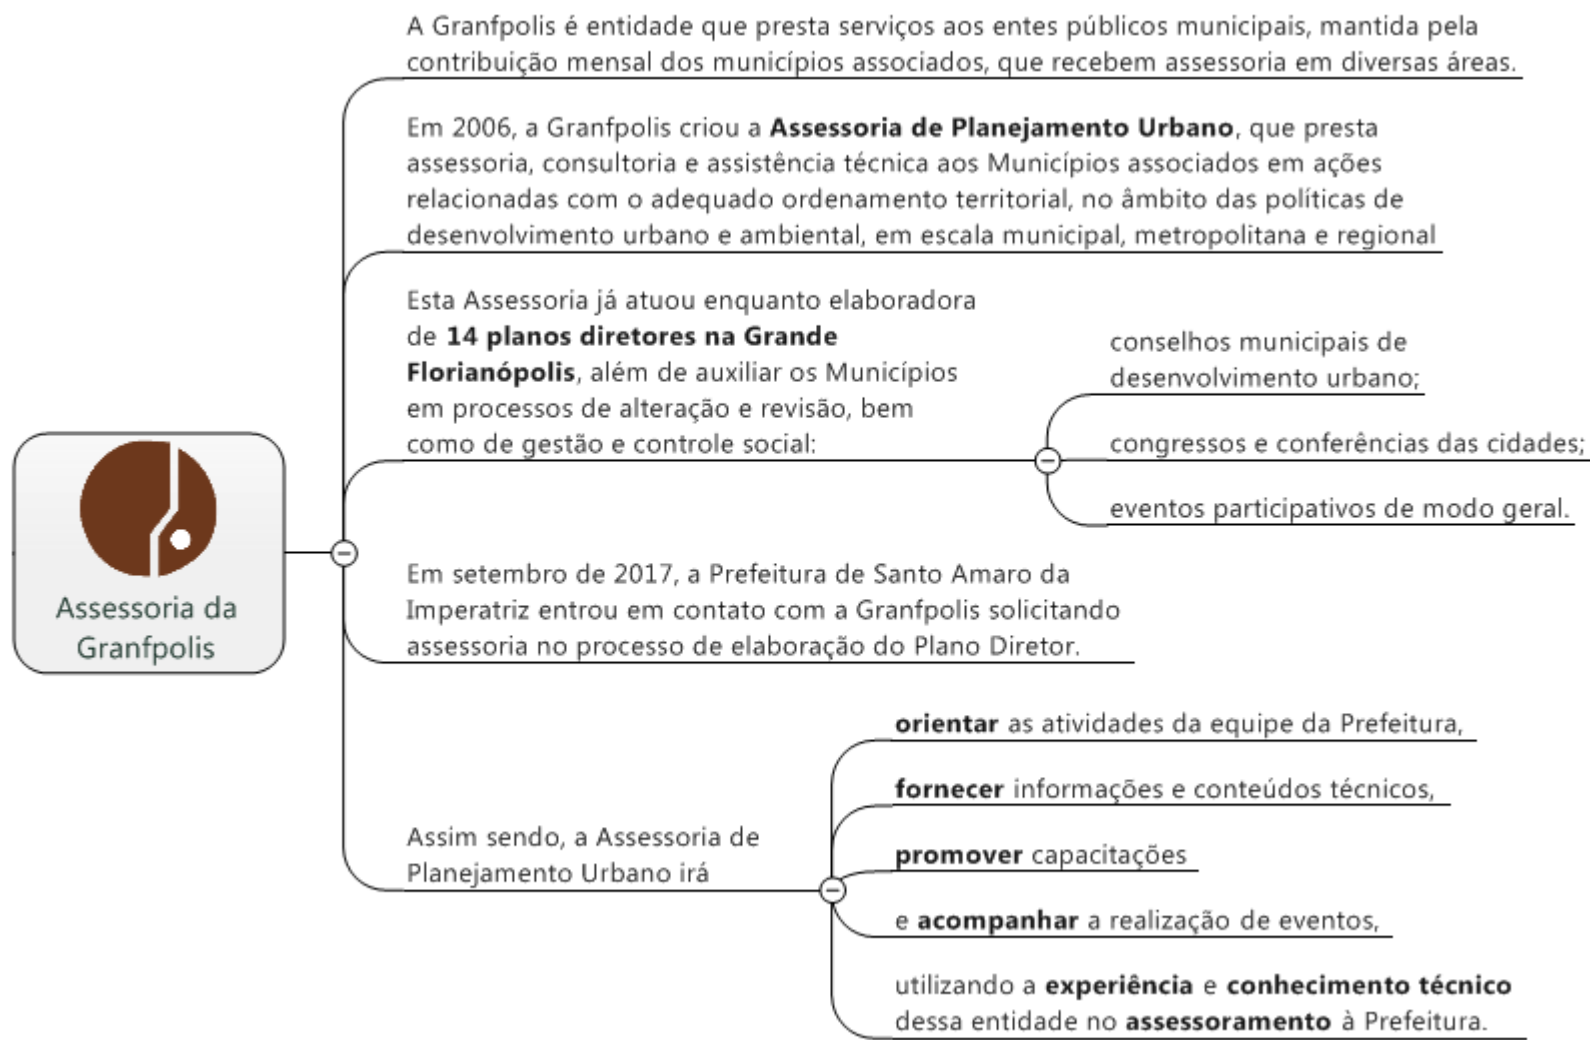 A Granfpolis é entidade que presta serviços aos entes públicos municipais, mantida pela
contribuição mensal dos municípios associados, que recebem assessoria em diversas áreas.
Em 2006, a Granfpolis criou a Assessoria de Planejamento Urbano, que presta
assessoria, consultoria e assistência técnica aos Municípios associados em ações
relacionadas com o adequado ordenamento territorial, no âmbito das políticas de
desenvolvimento urbano e ambiental, em escala municipal, metropolitana e regional
Esta Assessoria já atuou enquanto elaboradora
de 14 planos diretores na Grande
Florianópolis, além de auxiliar os Municípios
em processos de alteração e revisão, bem
como de gestão e controle social:
conselhos municipais de
desenvolvimento urbano;
congressos e conferências das cidades;
eventos participativos de modo geral.
Assessoria da
Granfpolis
Em setembro de 2017, a Prefeitura de Santo Amaro da
Imperatriz entrou em contato com a Granfpolis solicitando
assessoria no processo de elaboração do Plano Diretor.
Assim sendo, a Assessoria de
Planejamento Urbano irá
orientar as atividades da equipe da Prefeitura,
fornecer informações e conteúdos técnicos,
promover capacitações
e acompanhar a realização de eventos,
utilizando a experiência e conhecimento técnico
dessa entidade no assessoramento à Prefeitura.